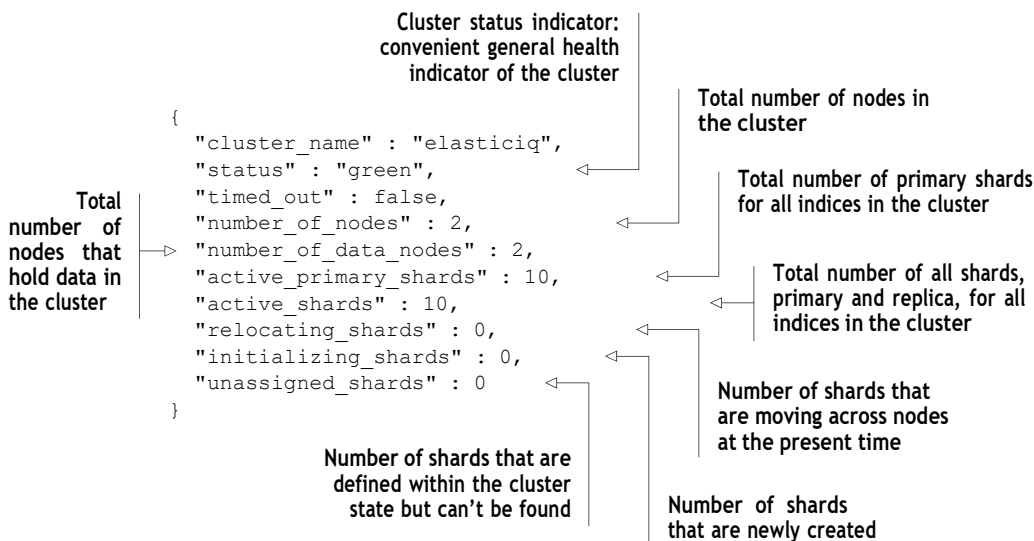 Cluster status indicator:
convenient general health
indicator of the cluster
Total number of nodes in
the cluster
{
"cluster_name" : "elasticiq",
"status" : "green",
"timed_out" : false,
"number_of_nodes" : 2,
"number_of_data_nodes" : 2,
"active_primary_shards" : 10,
"active_shards" : 10,
"relocating_shards" : 0,
"initializing_shards" : 0,
"unassigned_shards" : 0
}
Total
number of
nodes that
hold data in
the cluster
Total number of primary shards
for all indices in the cluster
Total number of all shards,
primary and replica, for all
indices in the cluster
Number of shards that
are moving across nodes
at the present time
Number of shards that are
defined within the cluster
state but can’t be found
Number of shards
that are newly created